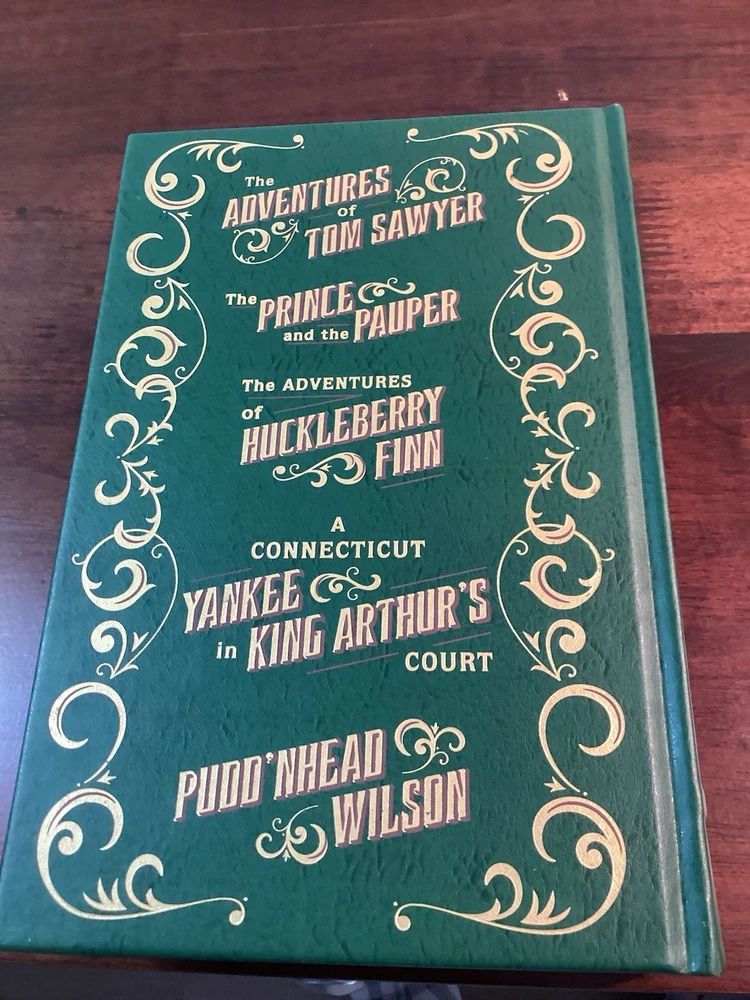 The
ADVENTURES
of
TOM SAWYER
The PRINCE
and the PAUPER
The ADVENTURES
of
HUCKLEBERRY
FINN
A
CONNECTICUT
YANKEE
in KING ARTHUR'S
COURT
PUDD'NHEAD
WILSON